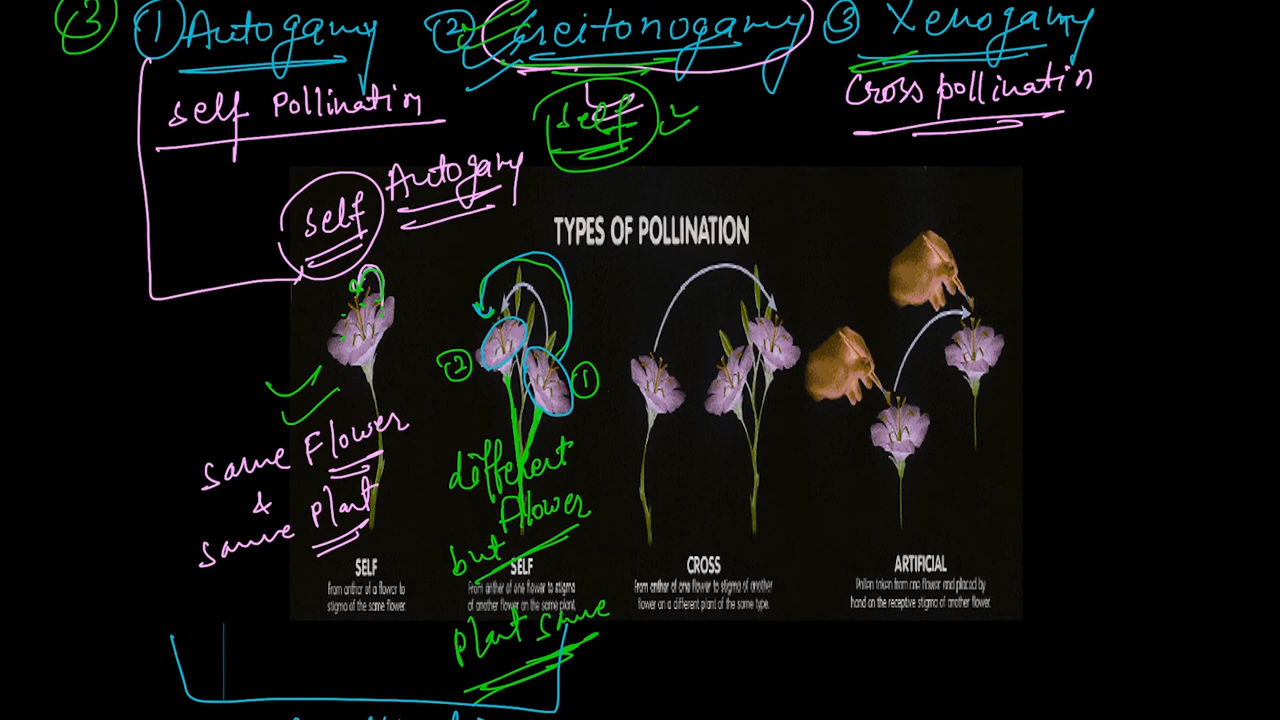 3 1 Autogamy 2 Greitonogamy 3 Xenogamy
self Pollination
self
cross pollination
self Autogamy
TYPES OF POLLINATION
2
1
same Flower
&
same plant
different
flower
but
plant same
SELF
From anther of a flower to
stigma of the same flower.
SELF
From anther of one flower to stigma
of another flower on the same plant.
CROSS
From anther of one flower to stigma of another
flower on a different plant of the same type.
ARTIFICIAL
Pollen taken from one flower and placed by
hand on the receptive stigma of another flower.